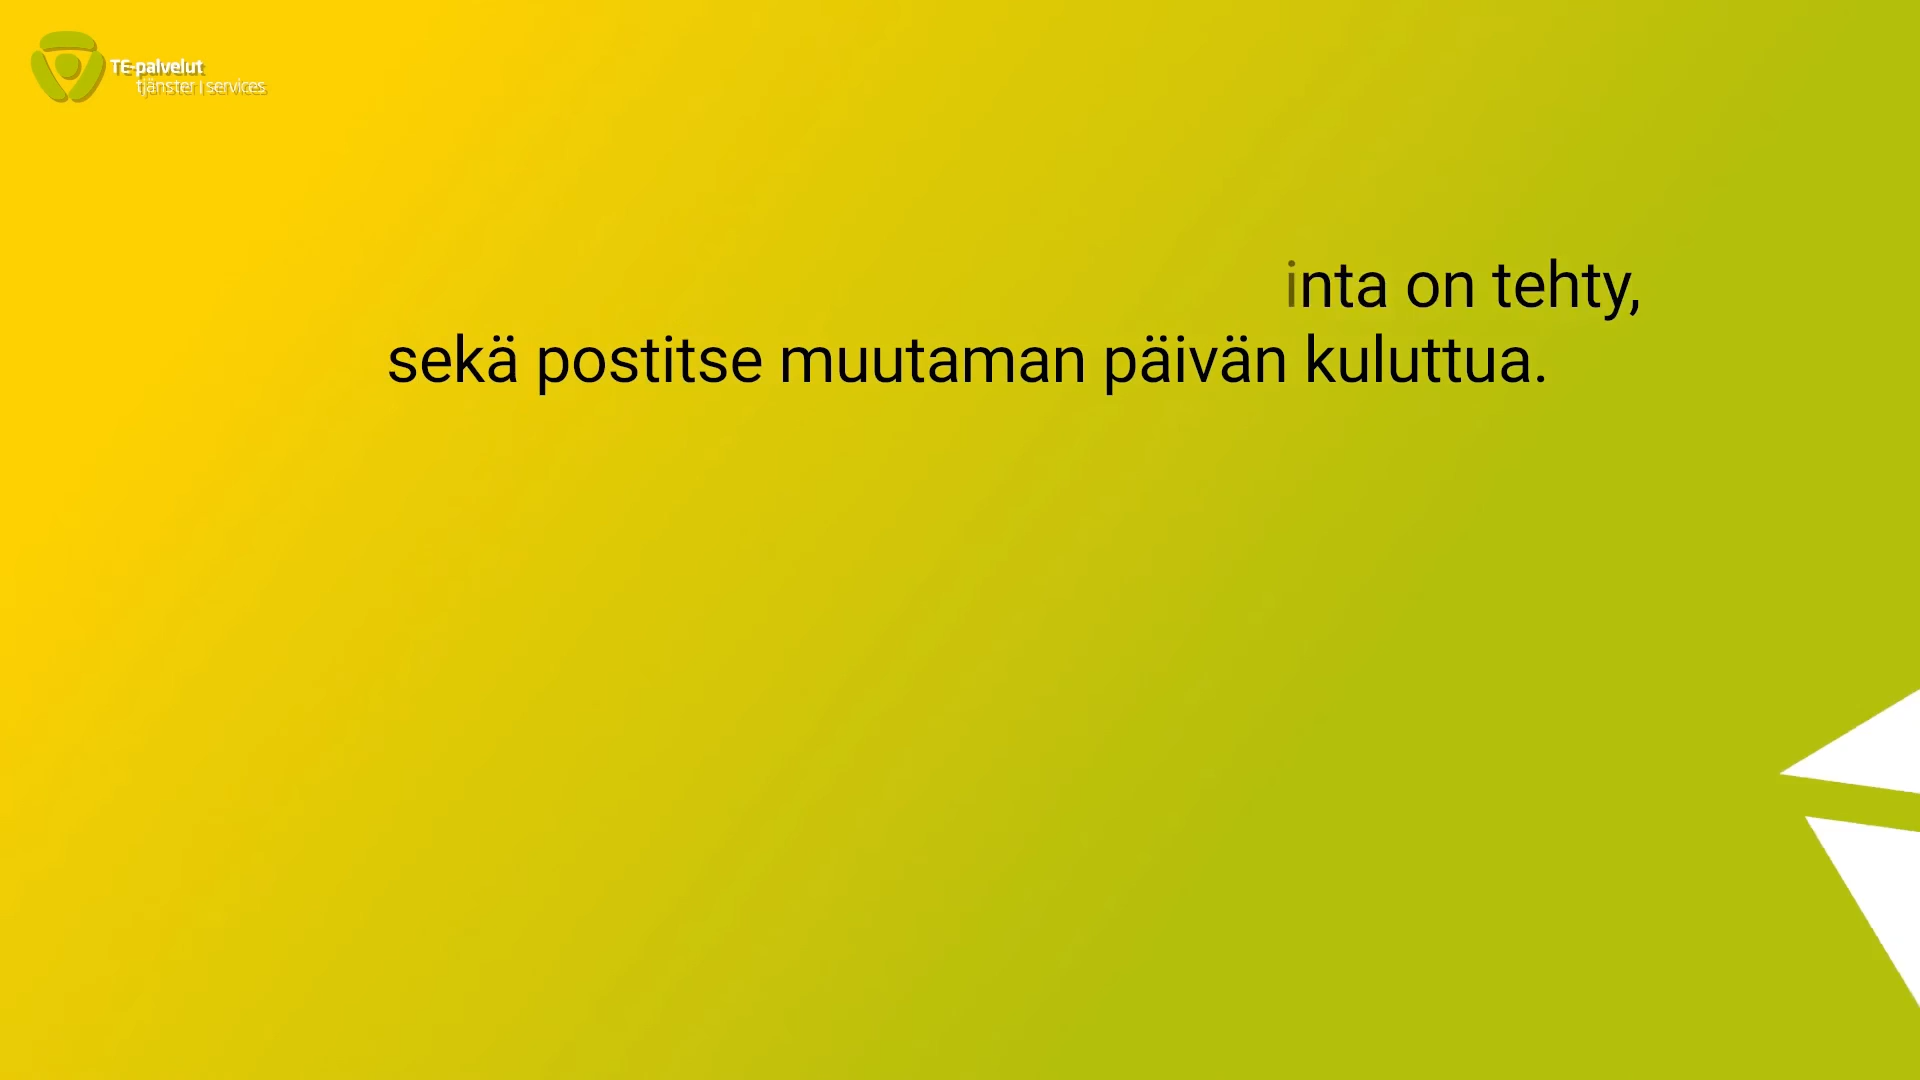 TE-palvelut
tjänster | services
inta on tehty,
sekä postitse muutaman päivän kuluttua.